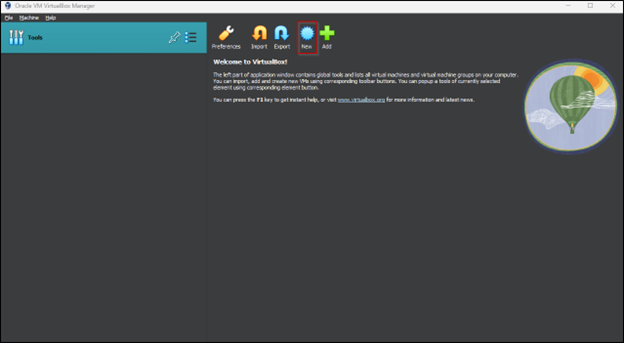 Oracle VM VirtualBox Manager
File Machine Help
Tools
Preferences Import Export New Add
Welcome to VirtualBox!
The left part of application window contains global tools and lists all virtual machines and virtual machine groups on your computer.
You can import, add and create new VMs using corresponding toolbar buttons. You can popup a tools of currently selected
element using corresponding element button.
You can press the F1 key to get instant help, or visit www.virtualbox.org for more information and latest news.